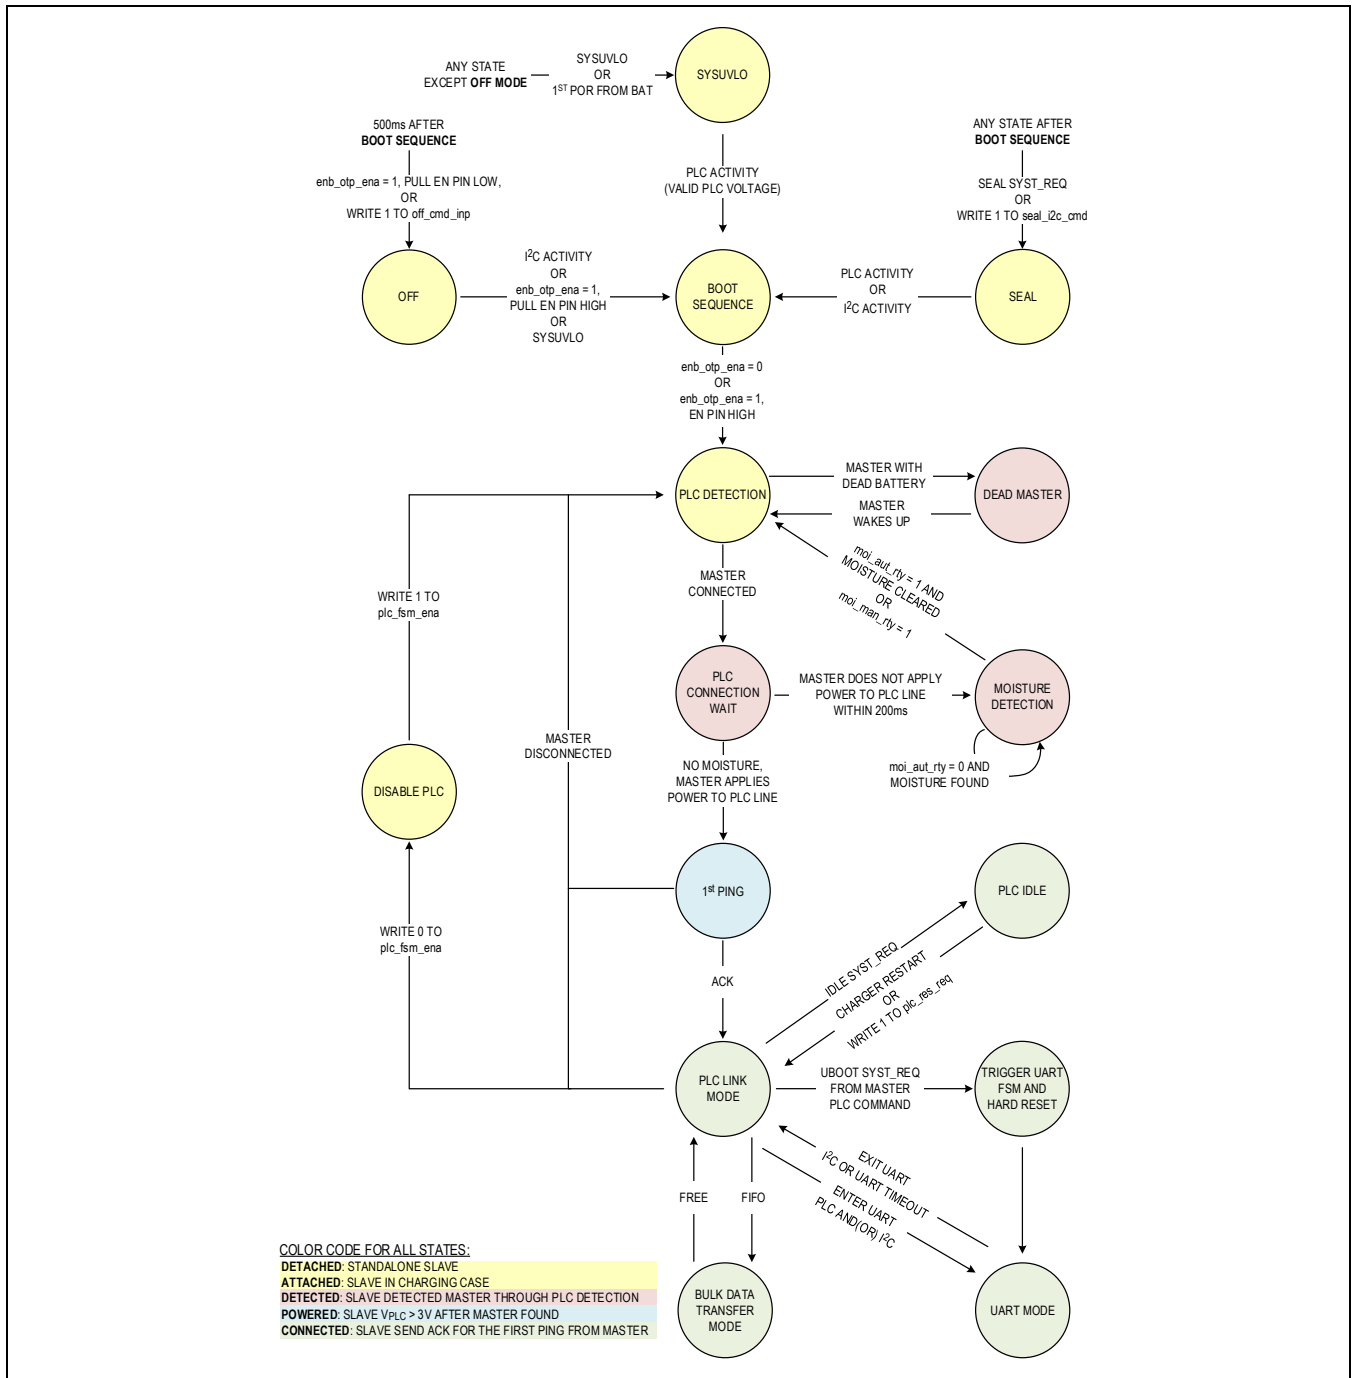 ANY STATE
EXCEPT OFF MODE
SYSUVLO
OR
1ST POR FROM BAT
SYSUVLO
500ms AFTER
BOOT SEQUENCE
ANY STATE AFTER
BOOT SEQUENCE
PLC ACTIVITY
(VALID PLC VOLTAGE)
enb_otp_ena = 1, PULL EN PIN LOW,
OR
WRITE 1 TO off_cmd_inp
SEAL SYST_REQ
OR
WRITE 1 TO seal_i2c_cmd
OFF
I2C ACTIVITY
OR
enb_otp_ena = 1,
PULL EN PIN HIGH
OR
SYSUVLO
BOOT
SEQUENCE
PLC ACTIVITY
OR
I2C ACTIVITY
SEAL
enb_otp_ena = 0
OR
enb_otp_ena = 1,
EN PIN HIGH
PLC DETECTION
MASTER WITH
DEAD BATTERY
MASTER
WAKES UP
DEAD MASTER
WRITE 1 TO
plc_fsm_ena
MASTER
CONNECTED
moi_aut_rty = 1 AND
MOISTURE CLEARED
OR
moi_man_rty = 1
PLC
CONNECTION
WAIT
MASTER DOES NOT APPLY
POWER TO PLC LINE
WITHIN 200ms
MOISTURE
DETECTION
MASTER
DISCONNECTED
moi_aut_rty = 0 AND
MOISTURE FOUND
DISABLE PLC
NO MOISTURE,
MASTER APPLIES
POWER TO PLC LINE
1st PING
PLC IDLE
WRITE 0 TO
plc_fsm_ena
ACK
IDLE SYST_REQ
CHARGER RESTART
OR
WRITE 1 TO plc_res_req
PLC LINK
MODE
UBOOT SYST_REQ
FROM MASTER
PLC COMMAND
TRIGGER UART
FSM AND
HARD RESET
FREE
FIFO
EXIT UART
I2C OR UART TIMEOUT
ENTER UART
PLC AND(OR) I2C
BULK DATA
TRANSFER
MODE
UART MODE
COLOR CODE FOR ALL STATES:
DETACHED: STANDALONE SLAVE
ATTACHED: SLAVE IN CHARGING CASE
DETECTED: SLAVE DETECTED MASTER THROUGH PLC DETECTION
POWERED: SLAVE VPLC > 3V AFTER MASTER FOUND
CONNECTED: SLAVE SEND ACK FOR THE FIRST PING FROM MASTER